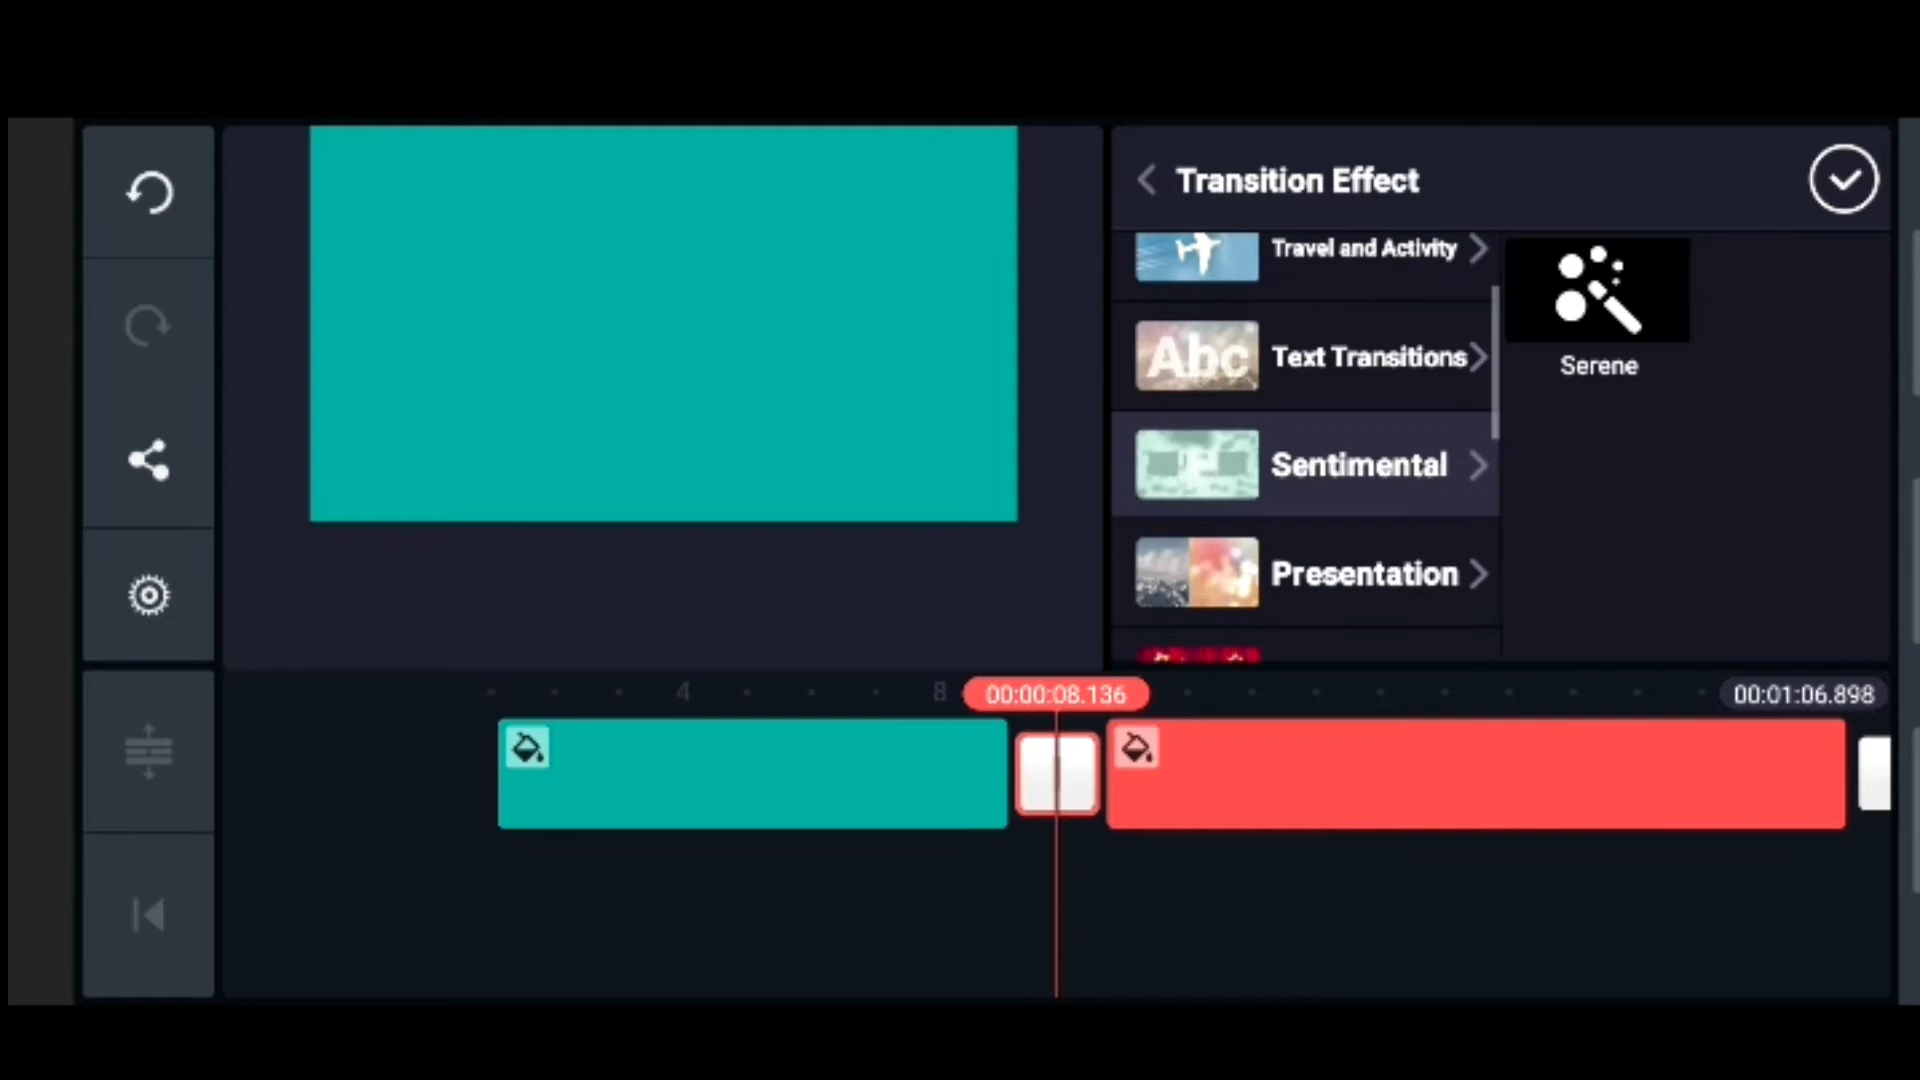 Transition Effect
Travel and Activity
Abc
Text Transitions
Sentimental
Presentation
Serene
4
8
00:00:08.136
00:01:06.898